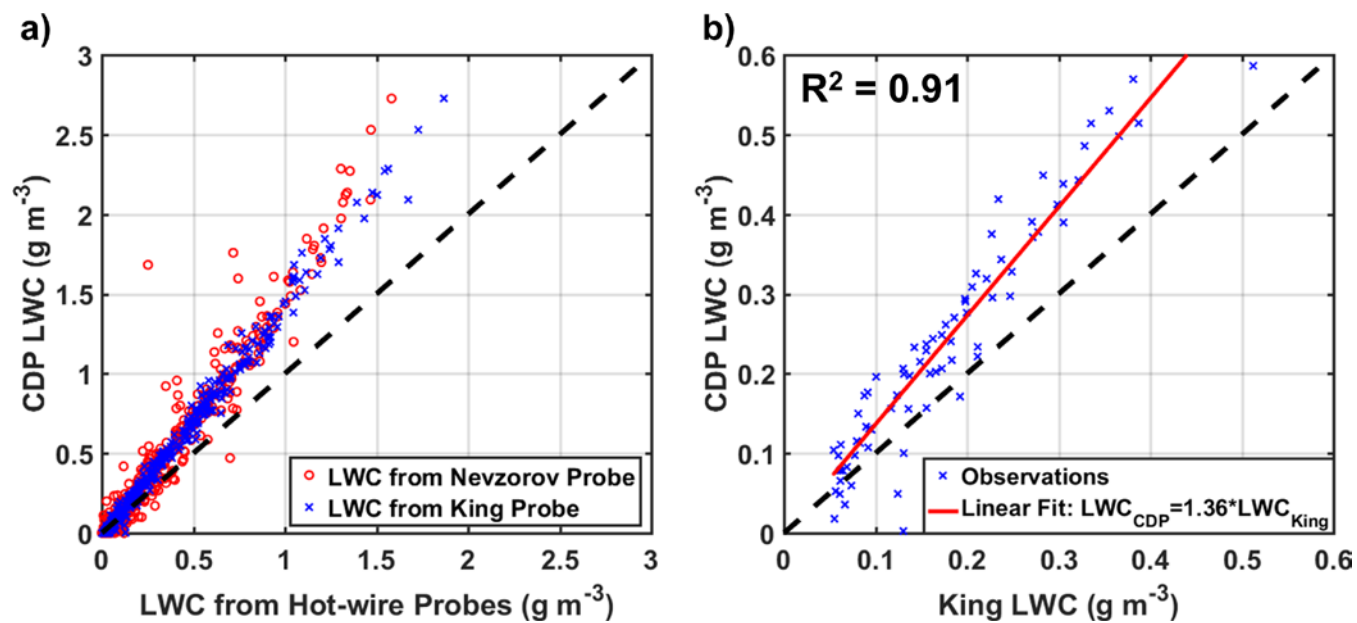 a)
3
2.5
2
1.5
1
0.5
0
CDP LWC (g m⁻³)
LWC from Nevzorov Probe
LWC from King Probe
0 0.5 1 1.5 2 2.5 3
LWC from Hot-wire Probes (g m⁻³)
b)
0.6
0.5
0.4
0.3
0.2
0.1
0
CDP LWC (g m⁻³)
R² = 0.91
Observations
Linear Fit: LWC_CDP=1.36*LWC_King
0 0.1 0.2 0.3 0.4 0.5 0.6
King LWC (g m⁻³)